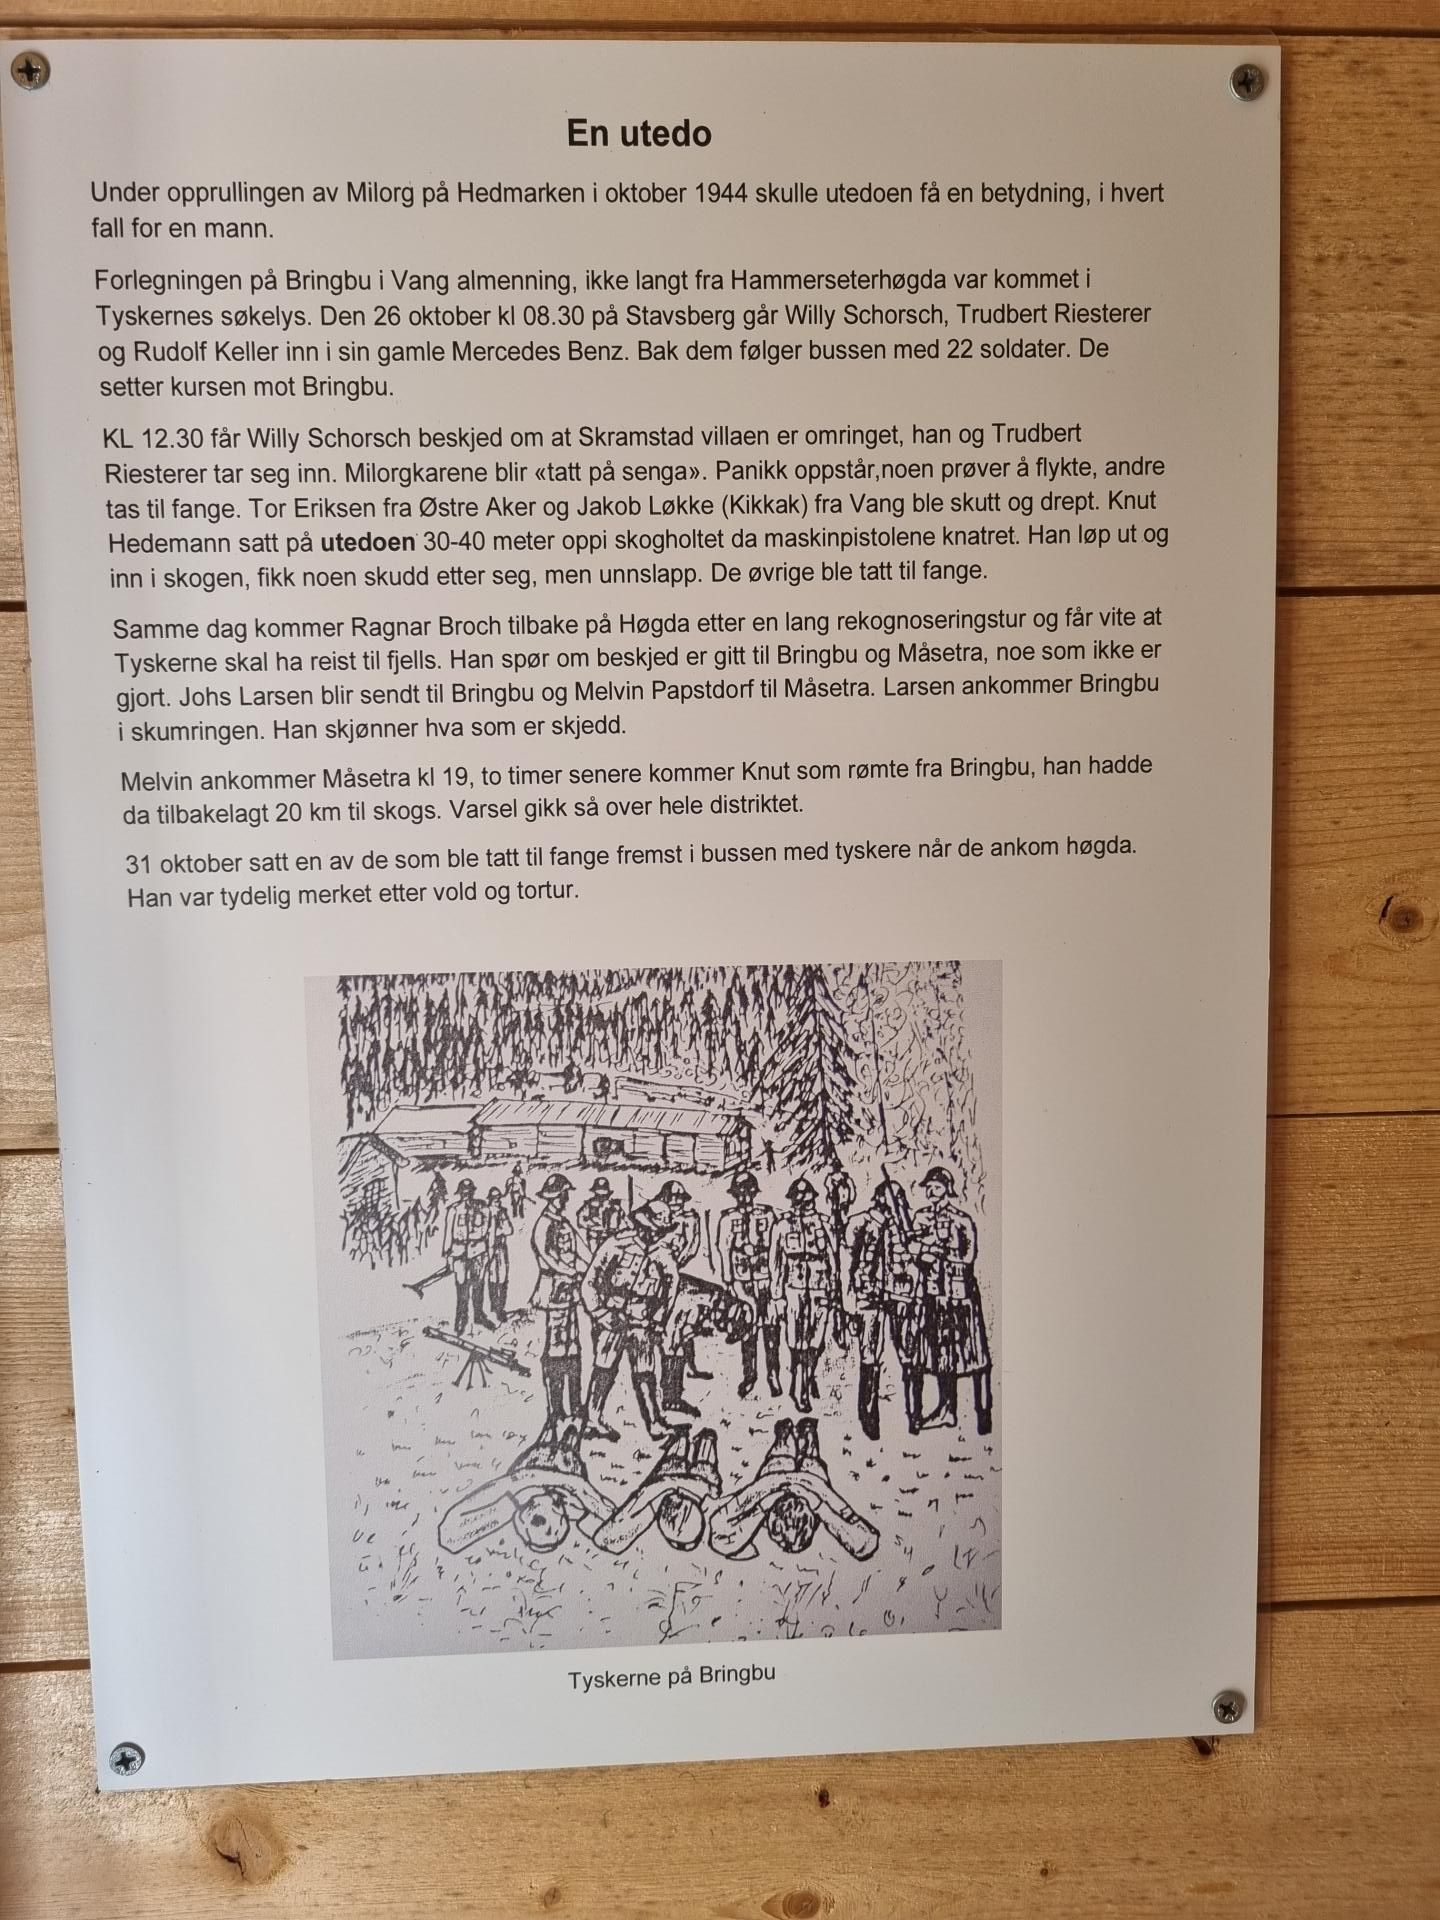 En utedo
Under opprullingen av Milorg på Hedmarken i oktober 1944 skulle utedoen få en betydning, i hvert
fall for en mann.
Forlegningen på Bringbu i Vang almenning, ikke langt fra Hammerseterhøgda var kommet i
Tyskernes søkelys. Den 26 oktober kl 08.30 på Stavsberg går Willy Schorsch, Trudbert Riesterer
og Rudolf Keller inn i sin gamle Mercedes Benz. Bak dem følger bussen med 22 soldater. De
setter kursen mot Bringbu.
KL 12.30 får Willy Schorsch beskjed om at Skramstad villaen er omringet, han og Trudbert
Riesterer tar seg inn. Milorgkarene blir «tatt på senga». Panikk oppstår,noen prøver å flykte, andre
tas til fange. Tor Eriksen fra Østre Aker og Jakob Løkke (Kikkak) fra Vang ble skutt og drept. Knut
Hedemann satt på utedoen 30-40 meter oppi skogholtet da maskinpistolene knatret. Han løp ut og
inn i skogen, fikk noen skudd etter seg, men unnslapp. De øvrige ble tatt til fange.
Samme dag kommer Ragnar Broch tilbake på Høgda etter en lang rekognoseringstur og får vite at
Tyskerne skal ha reist til fjells. Han spør om beskjed er gitt til Bringbu og Måsetra, noe som ikke er
gjort. Johs Larsen blir sendt til Bringbu og Melvin Papstdorf til Måsetra. Larsen ankommer Bringbu
i skumringen. Han skjønner hva som er skjedd.
Melvin ankommer Måsetra kl 19, to timer senere kommer Knut som rømte fra Bringbu, han hadde
da tilbakelagt 20 km til skogs. Varsel gikk så over hele distriktet.
31 oktober satt en av de som ble tatt til fange fremst i bussen med tyskere når de ankom høgda.
Han var tydelig merket etter vold og tortur.
Tyskerne på Bringbu